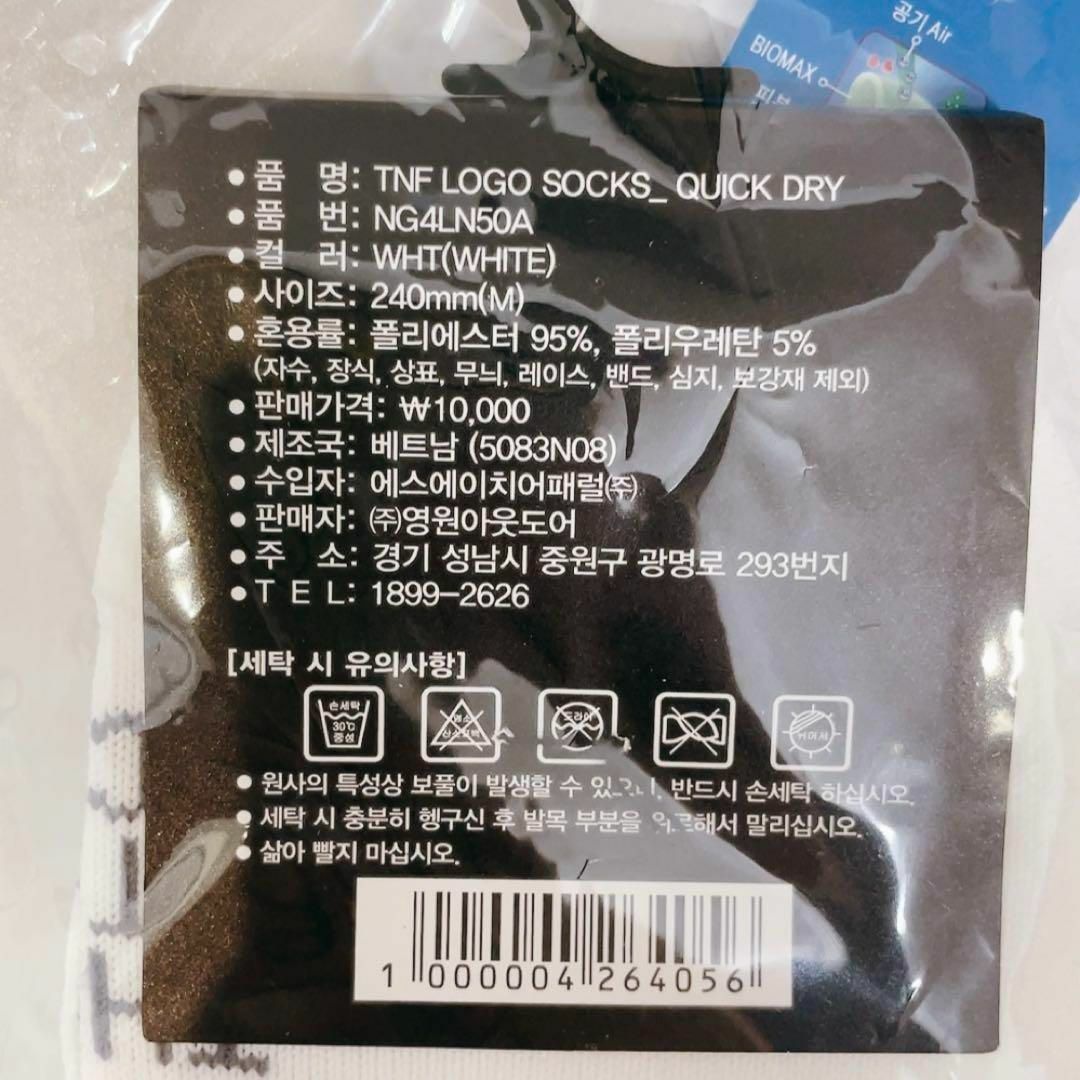 공기 Air
BIOMAX
• 품 명: TNF LOGO SOCKS_ QUICK DRY
• 품 번: NG4LN50A
• 컬 러: WHT(WHITE)
• 사이즈: 240mm(M)
• 혼용률: 폴리에스터 95%, 폴리우레탄 5%
(자수, 장식, 상표, 무늬, 레이스, 밴드, 심지, 보강재 제외)
• 판매가격: ₩10,000
• 제조국: 베트남 (5083N08)
• 수입자: 에스에이치어패럴㈜
• 판매자: ㈜영원아웃도어
• 주 소: 경기 성남시 중원구 광명로 293번지
• T E L: 1899-2626
[세탁 시 유의사항]
손세탁 30℃ 중성
드라이
• 원사의 특성상 보풀이 발생할 수 반드시 손세탁 하십시오.
• 세탁 시 충분히 헹구신 후 발목 부분을 말리십시오.
• 삶아 빨지 마십시오.
1 000004 264056